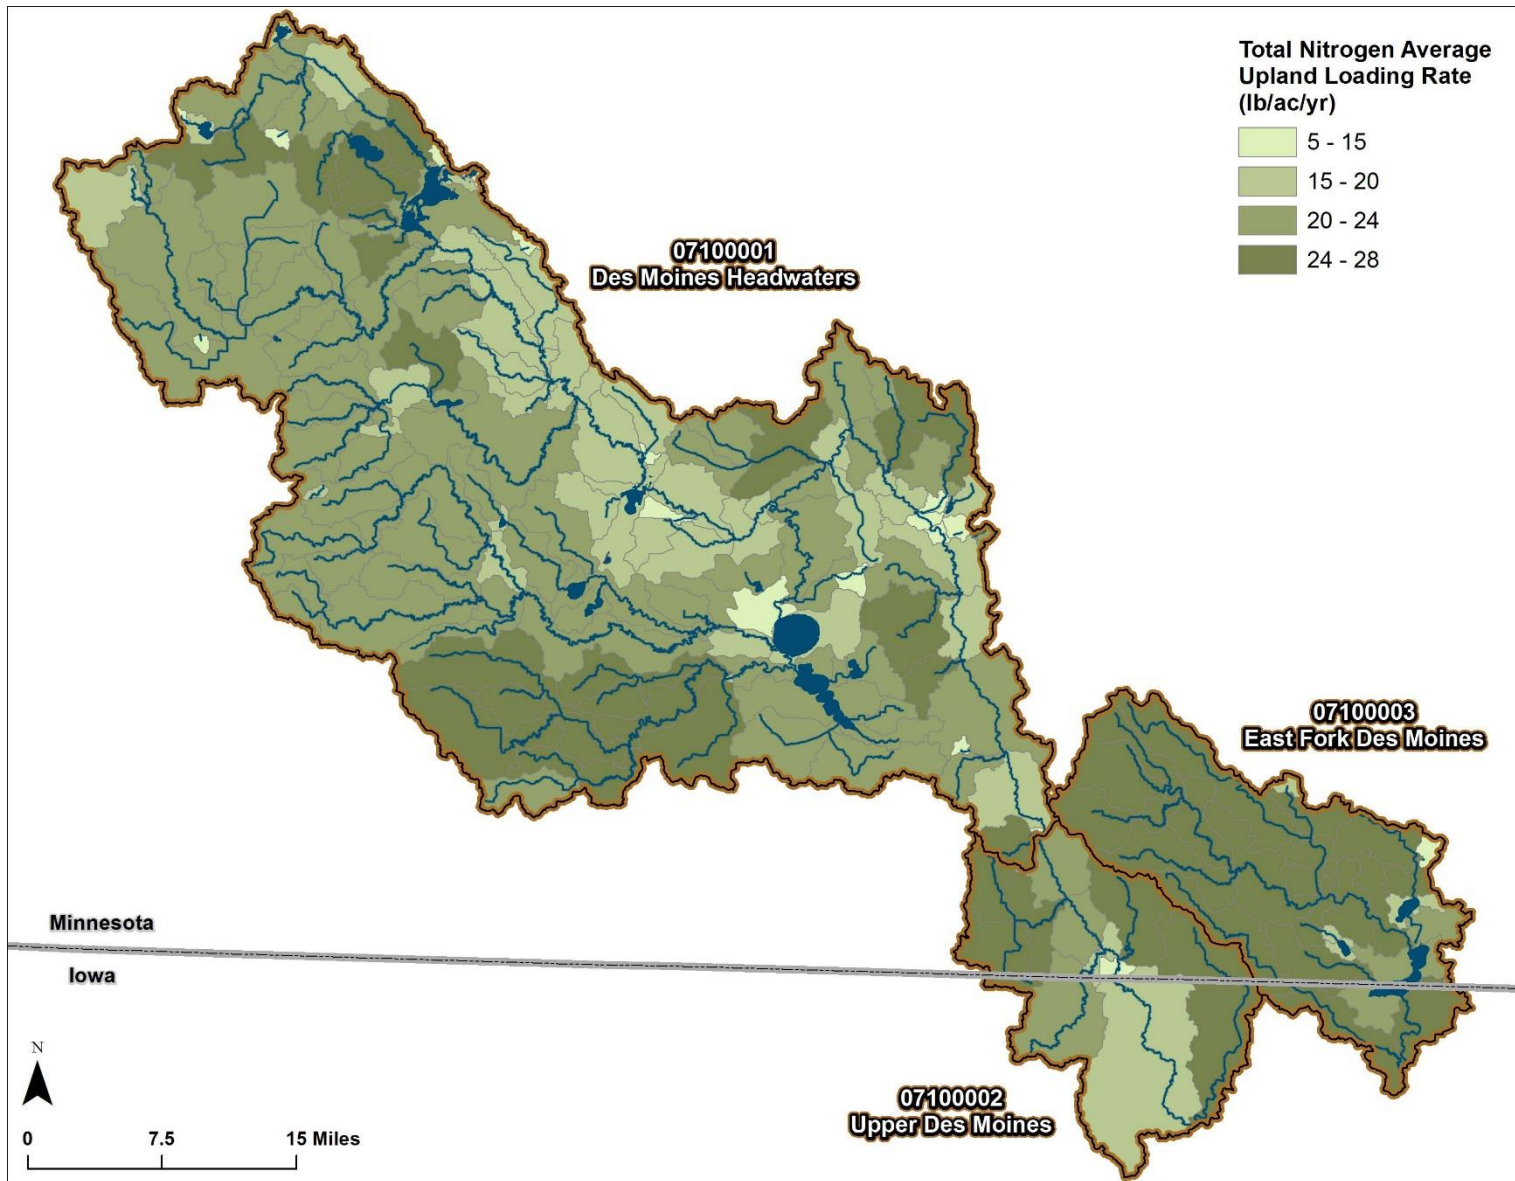 Total Nitrogen Average
Upland Loading Rate
(lb/ac/yr)
5 - 15
15 - 20
20 - 24
24 - 28
07100001
Des Moines Headwaters
07100003
East Fork Des Moines
Minnesota
Iowa
07100002
Upper Des Moines
N
0 7.5 15 Miles